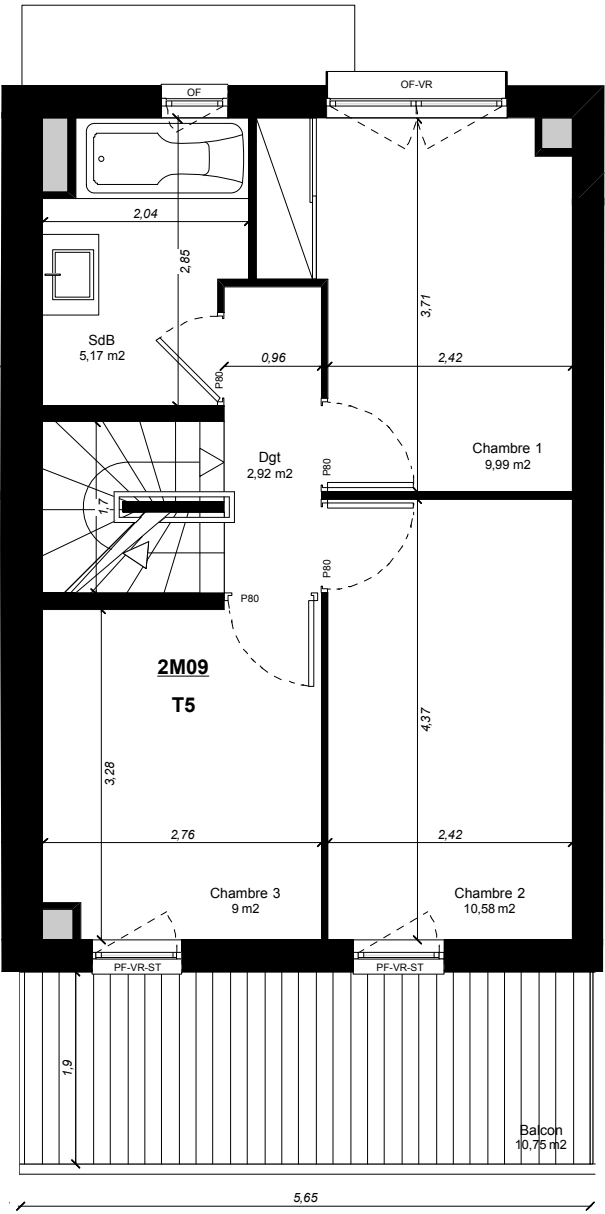 OF
OF-VR
2,04
2,85
3,71
SdB
5,17 m2
P80
0,96
2,42
Dgt
2,92 m2
P80
Chambre 1
9,99 m2
1,7
P80
P80
2M09
T5
4,37
3,28
2,76
2,42
Chambre 3
9 m2
Chambre 2
10,58 m2
PF-VR-ST
PF-VR-ST
1,9
Balcon
10,75 m2
5,65